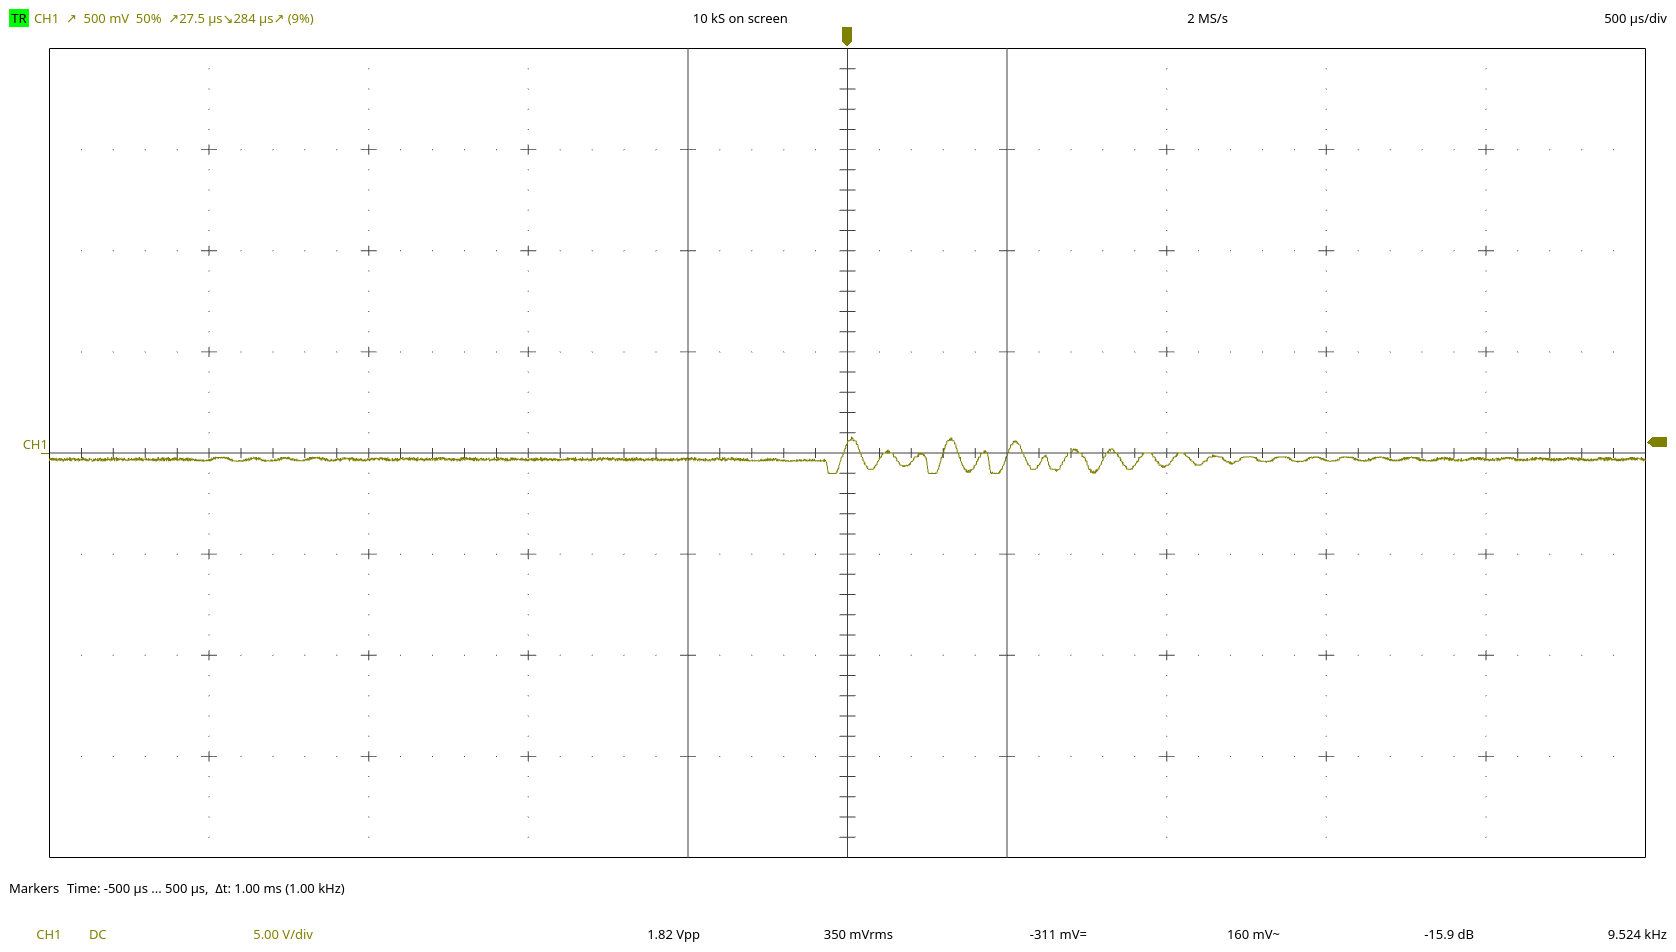 TR CH1 ↗ 500 mV 50% ↗27.5 µs↘284 µs↗ (9%) 10 kS on screen 2 MS/s 500 µs/div
CH1
Markers Time: -500 µs ... 500 µs, Δt: 1.00 ms (1.00 kHz)
CH1 DC 5.00 V/div 1.82 Vpp 350 mVrms -311 mV= 160 mV~ -15.9 dB 9.524 kHz